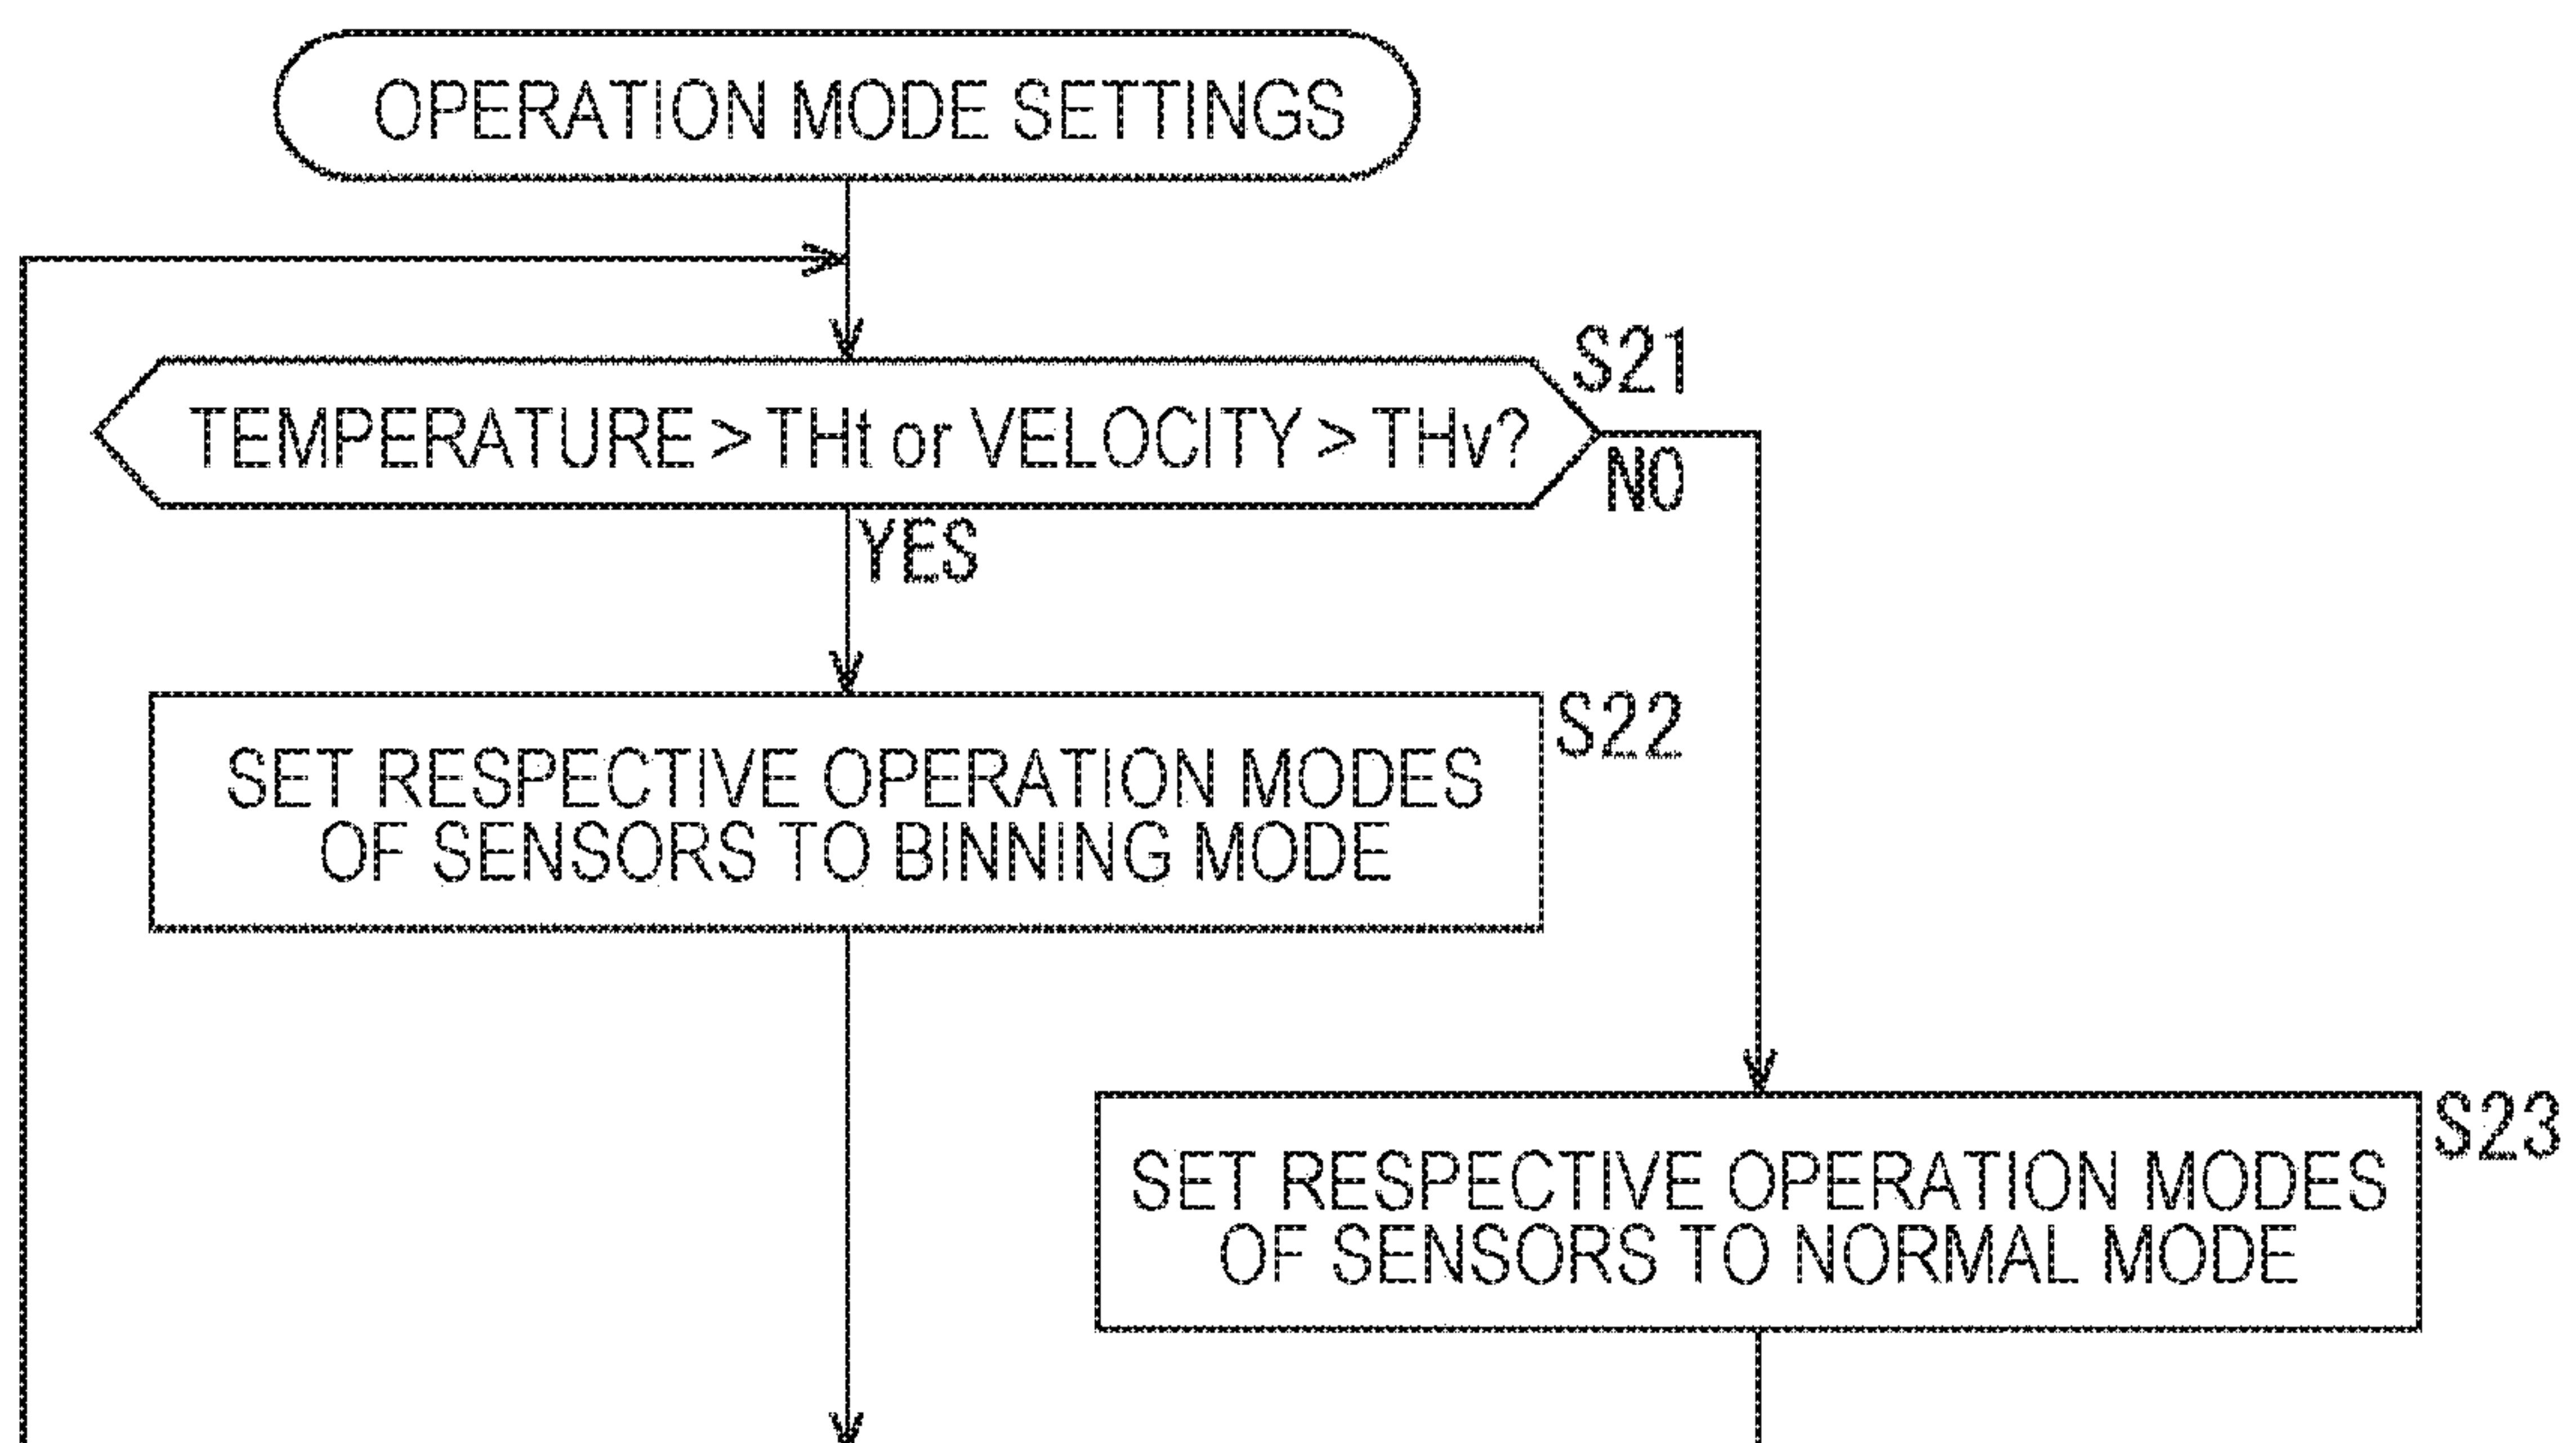 OPERATION MODE SETTINGS
S21
TEMPERATURE > THt or VELOCITY > THv?
NO
YES
S22
SET RESPECTIVE OPERATION MODES
OF SENSORS TO BINNING MODE
S23
SET RESPECTIVE OPERATION MODES
OF SENSORS TO NORMAL MODE